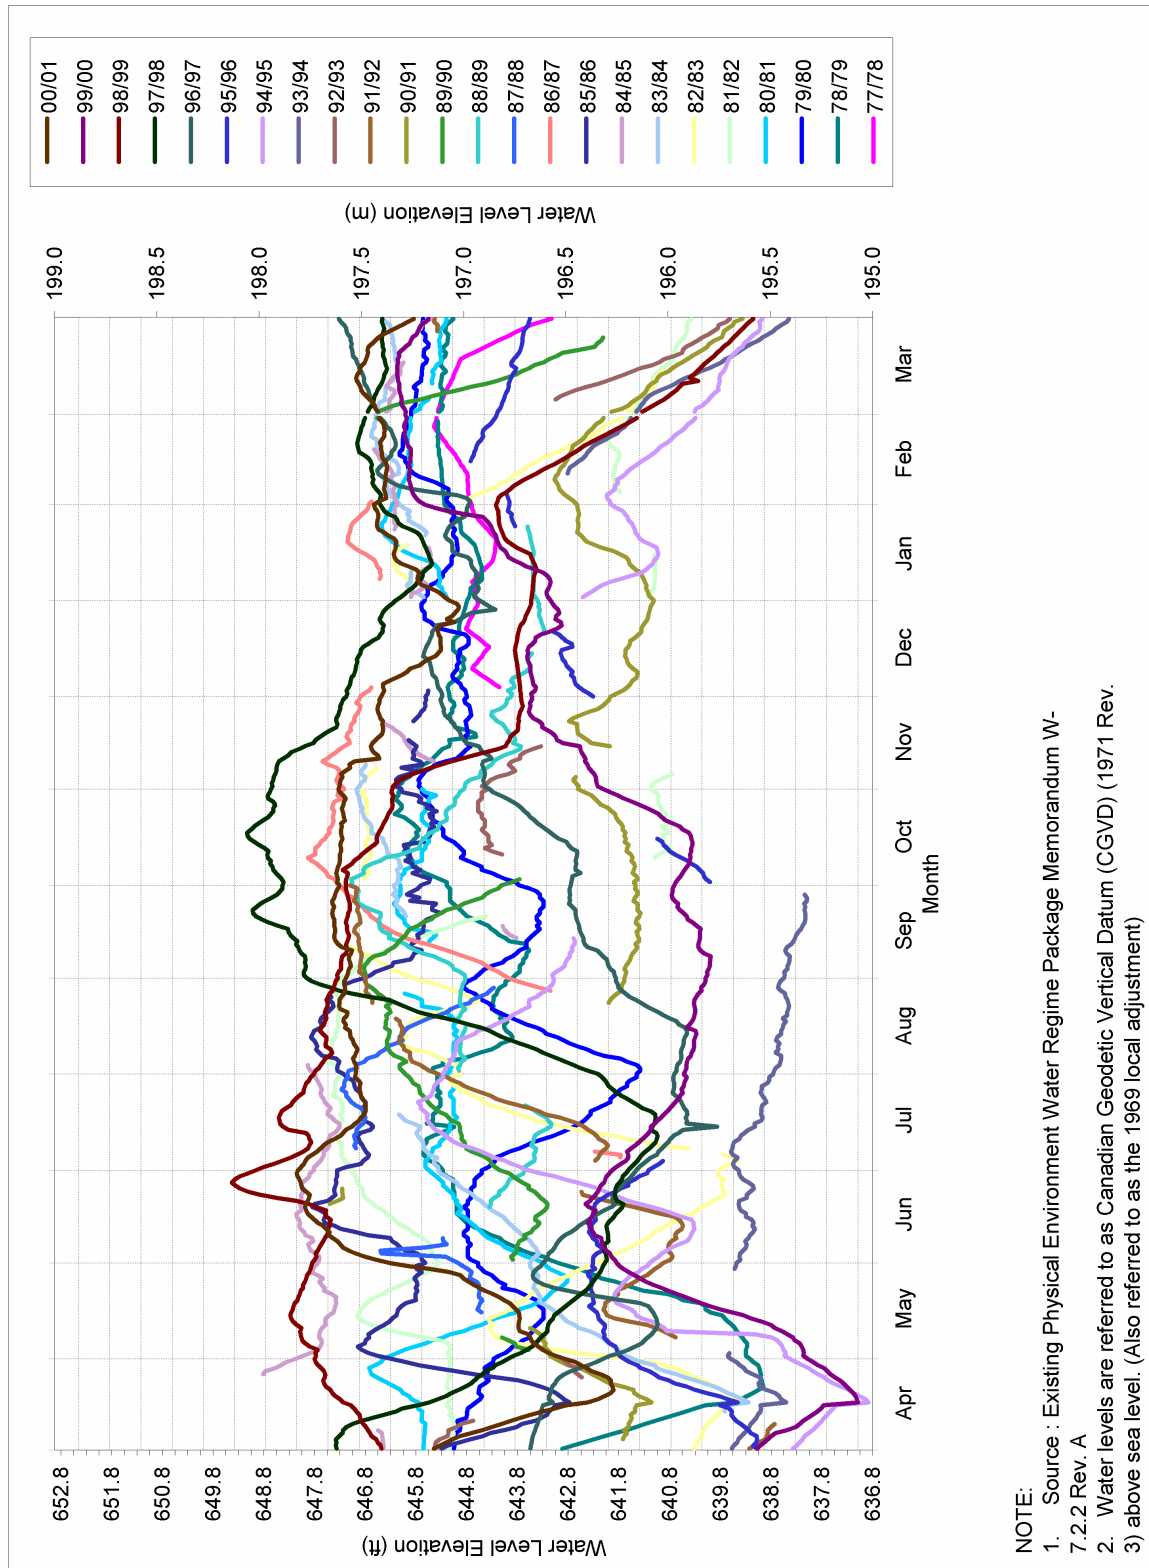 00/01
99/00
98/99
97/98
96/97
95/96
94/95
93/94
92/93
91/92
90/91
89/90
88/89
87/88
86/87
85/86
84/85
83/84
82/83
81/82
80/81
79/80
78/79
77/778
Water Level Elevation (m)
199.0
198.5
198.0
197.5
197.0
196.5
196.0
195.5
195.0
Apr
May
Jun
Jul
Aug
Sep
Oct
Nov
Dec
Jan
Feb
Mar
Month
652.8
651.8
650.8
649.8
648.8
647.8
646.8
645.8
644.8
643.8
642.8
641.8
640.8
639.8
638.8
637.8
636.8
Water Level Elevation (ft)
NOTE:
1. Source : Existing Physical Environment Water Regime Package Memorandum W-
7.2.2 Rev. A
2. Water levels are referred to as Canadian Geodetic Vertical Datum (CGVD) (1971 Rev.
3) above sea level. (Also referred to as the 1969 local adjustment)